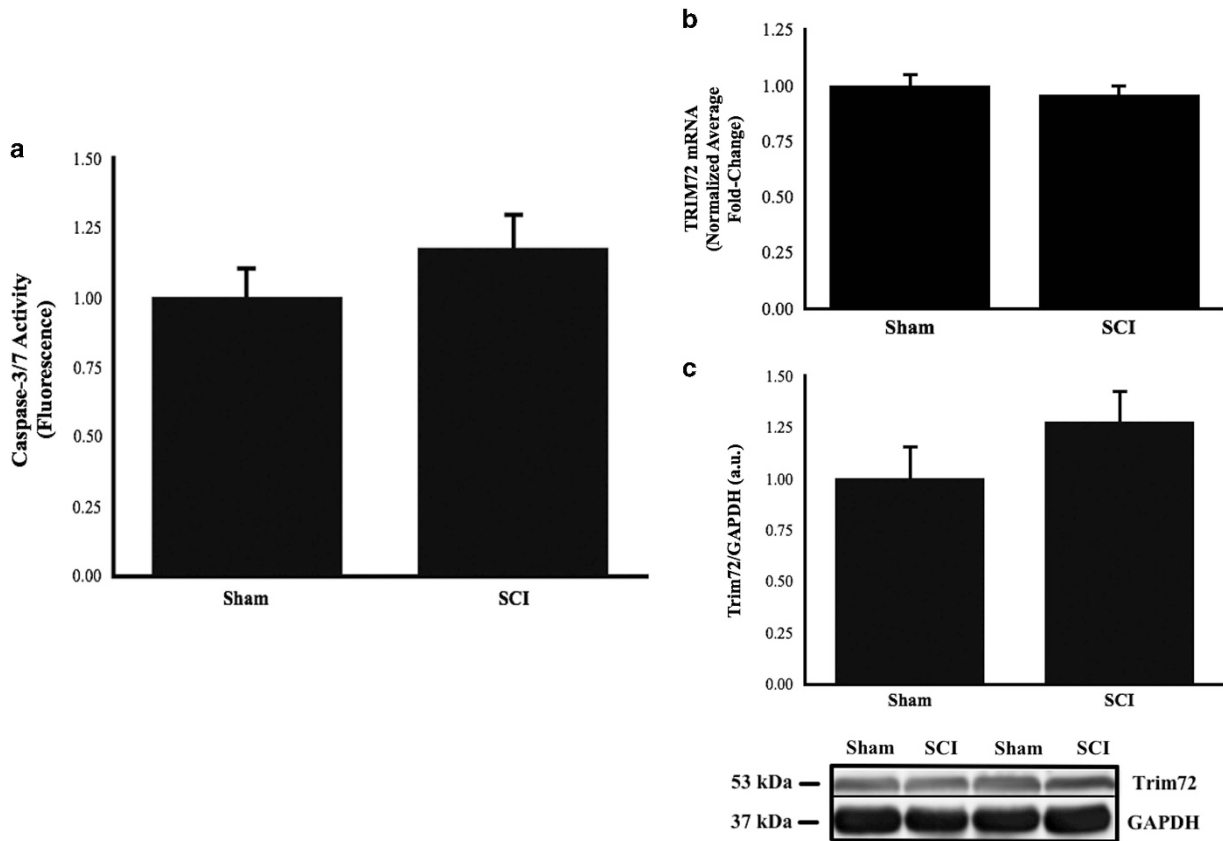 a
Caspase-3/7 Activity
(Fluorescence)
1.50
1.25
1.00
0.75
0.50
0.25
0.00
Sham SCI
b
TRIM72 mRNA
(Normalized Average
Fold-Change)
1.25
1.00
0.75
0.50
0.25
0.00
Sham SCI
c
Trim72/GAPDH (a.u.)
1.50
1.25
1.00
0.75
0.50
0.25
0.00
Sham SCI
Sham SCI Sham SCI
53 kDa Trim72
37 kDa GAPDH